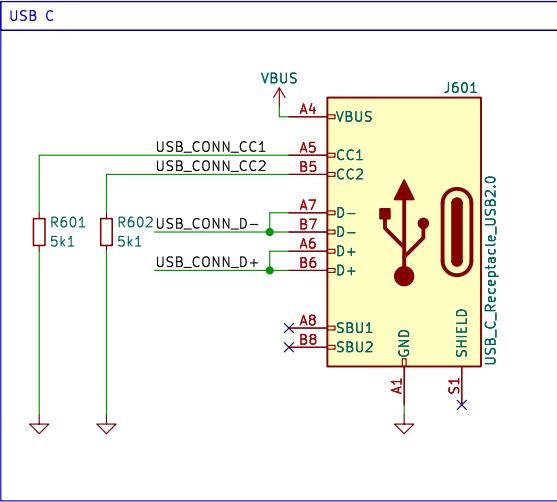 USB C
VBUS
J601
A4
VBUS
USB_CONN_CC1
A5
CC1
USB_CONN_CC2
B5
CC2
A7
D-
R601
5k1
R602
5k1
USB_CONN_D-
B7
D-
A6
D+
USB_CONN_D+
B6
D+
A8
SBU1
B8
SBU2
GND
A1
SHIELD
S1
USB_C_Receptacle_USB2.0